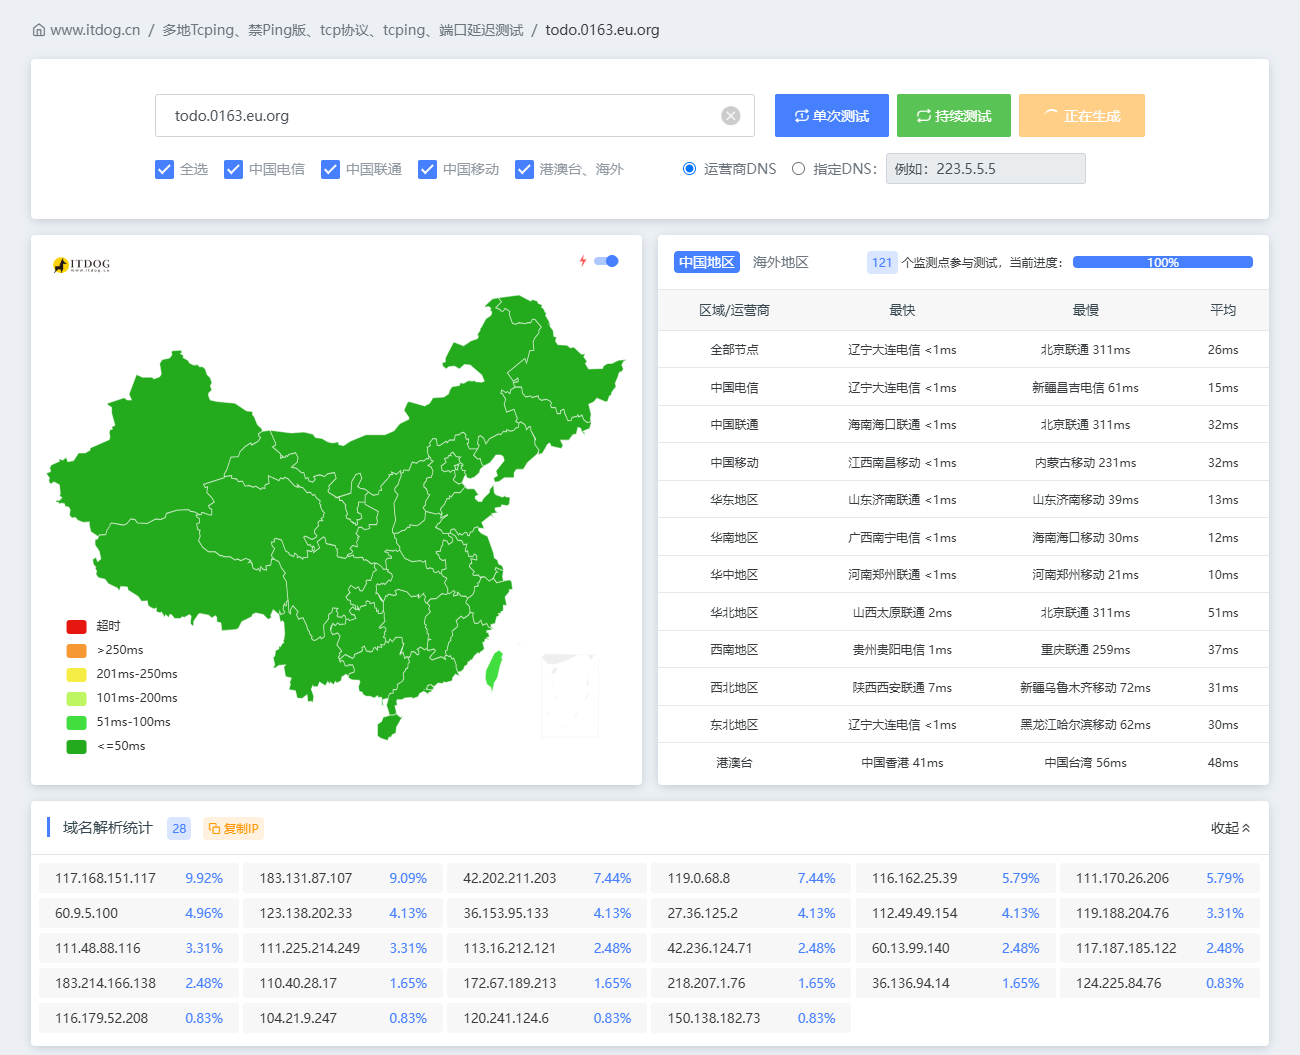 www.itdog.cn / 多地Tcping、禁Ping版、tcp协议、tcping、端口延迟测试 / todo.0163.eu.org
todo.0163.eu.org
单次测试 持续测试 正在生成
全选 中国电信 中国联通 中国移动 港澳台、海外 运营商DNS 指定DNS: 例如：223.5.5.5
ITDOG
www.itdog.cn
超时
>250ms
201ms-250ms
101ms-200ms
51ms-100ms
<=50ms
中国地区 海外地区 121 个监测点参与测试，当前进度： 100%
区域/运营商 最快 最慢 平均
全部节点 辽宁大连电信 <1ms 北京联通 311ms 26ms
中国电信 辽宁大连电信 <1ms 新疆昌吉电信 61ms 15ms
中国联通 海南海口联通 <1ms 北京联通 311ms 32ms
中国移动 江西南昌移动 <1ms 内蒙古移动 231ms 32ms
华东地区 山东济南联通 <1ms 山东济南移动 39ms 13ms
华南地区 广西南宁电信 <1ms 海南海口移动 30ms 12ms
华中地区 河南郑州联通 <1ms 河南郑州移动 21ms 10ms
华北地区 山西太原联通 2ms 北京联通 311ms 51ms
西南地区 贵州贵阳电信 1ms 重庆联通 259ms 37ms
西北地区 陕西西安联通 7ms 新疆乌鲁木齐移动 72ms 31ms
东北地区 辽宁大连电信 <1ms 黑龙江哈尔滨移动 62ms 30ms
港澳台 中国香港 41ms 中国台湾 56ms 48ms
域名解析统计 28 复制IP 收起
117.168.151.117 9.92% 183.131.87.107 9.09% 42.202.211.203 7.44% 119.0.68.8 7.44% 116.162.25.39 5.79% 111.170.26.206 5.79%
60.9.5.100 4.96% 123.138.202.33 4.13% 36.153.95.133 4.13% 27.36.125.2 4.13% 112.49.49.154 4.13% 119.188.204.76 3.31%
111.48.88.116 3.31% 111.225.214.249 3.31% 113.16.212.121 2.48% 42.236.124.71 2.48% 60.13.99.140 2.48% 117.187.185.122 2.48%
183.214.166.138 2.48% 110.40.28.17 1.65% 172.67.189.213 1.65% 218.207.1.76 1.65% 36.136.94.14 1.65% 124.225.84.76 0.83%
116.179.52.208 0.83% 104.21.9.247 0.83% 120.241.124.6 0.83% 150.138.182.73 0.83%